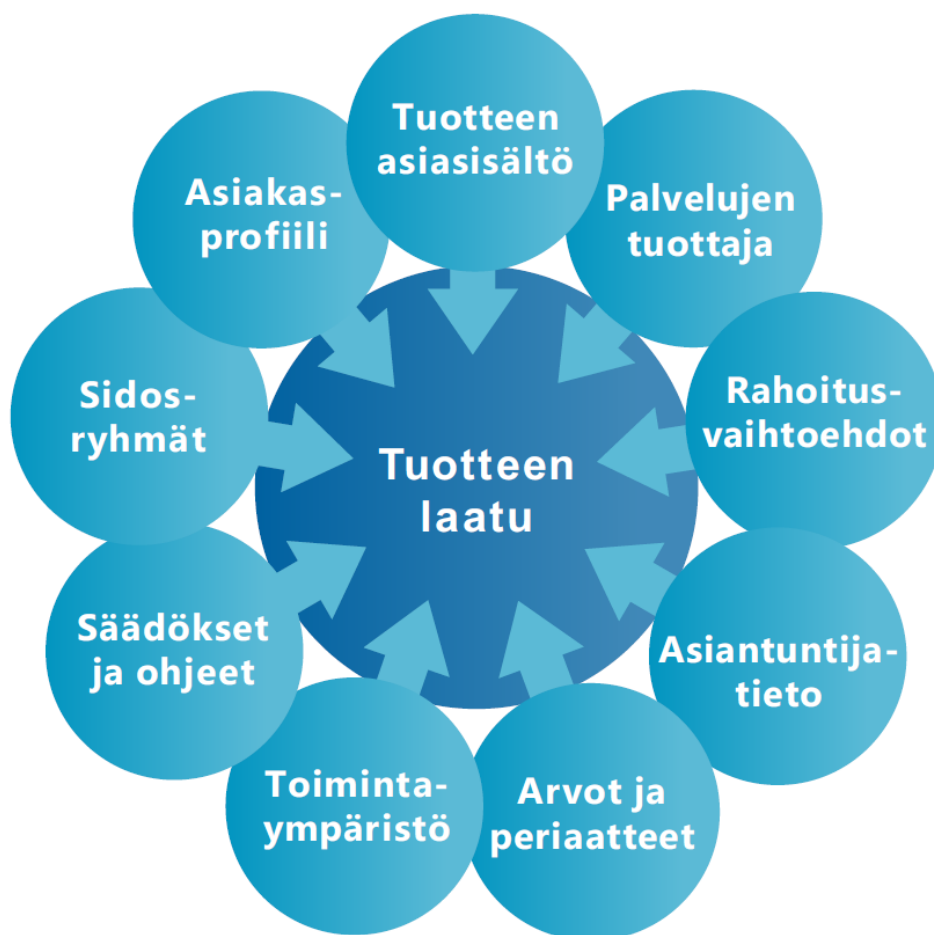 Tuotteen
asiasisältö
Palvelujen
tuottaja
Rahoitus-
vaihtoehdot
Asiantuntija-
tieto
Arvot ja
periaatteet
Toiminta-
ympäristö
Säädökset
ja ohjeet
Sidos-
ryhmät
Asiakas-
profiili
Tuotteen
laatu